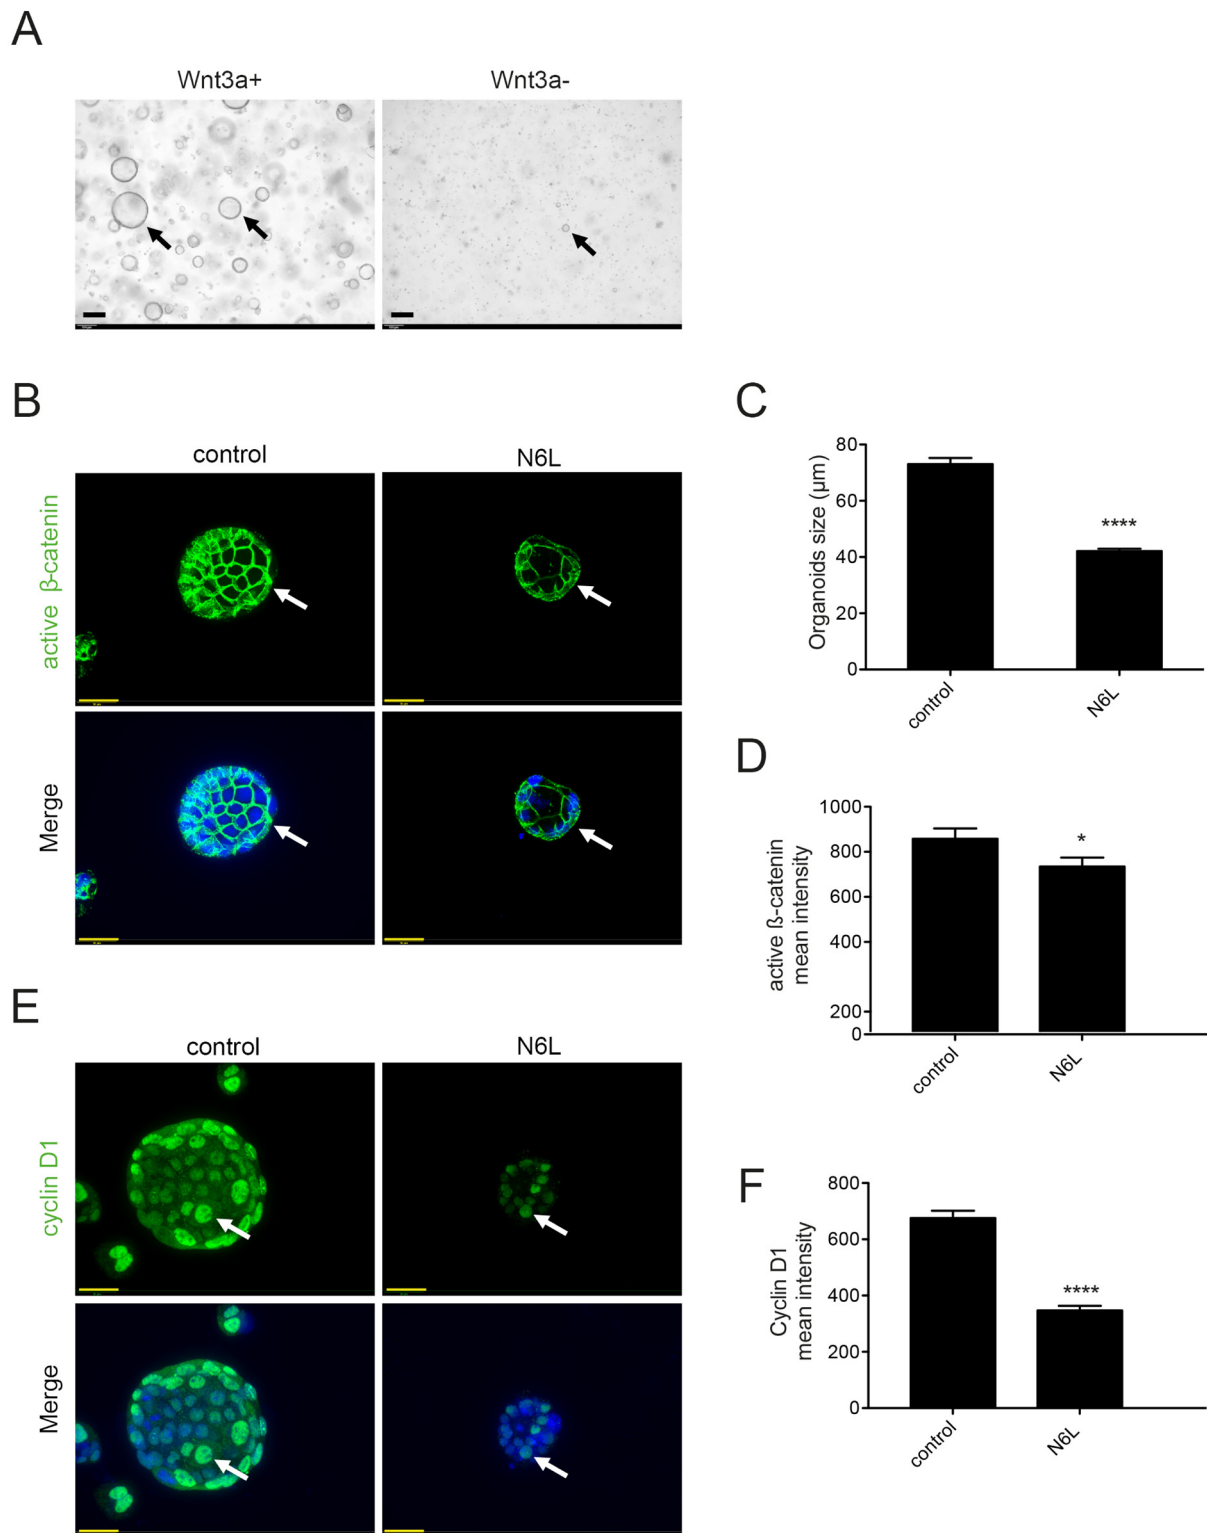 A
Wnt3a+
Wnt3a-
B
control
N6L
active β-catenin
Merge
C
80
60
40
20
0
Organoids size (µm)
****
control
N6L
D
1000
800
600
400
200
0
active ß-catenin
mean intensity
*
control
N6L
E
control
N6L
cyclin D1
Merge
F
800
600
400
200
0
Cyclin D1
mean intensity
****
control
N6L